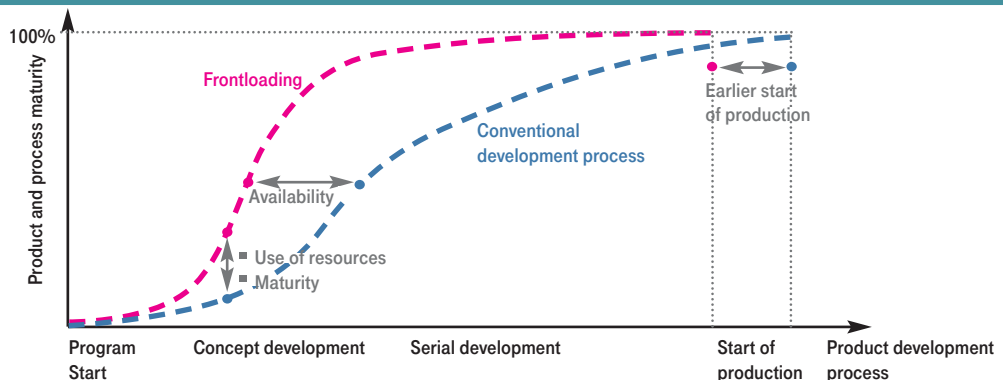 100%
Product and process maturity
Frontloading
Earlier start
of production
Conventional
development process
Availability
Use of resources
Maturity
Program
Start
Concept development
Serial development
Start of
production
Product development
process